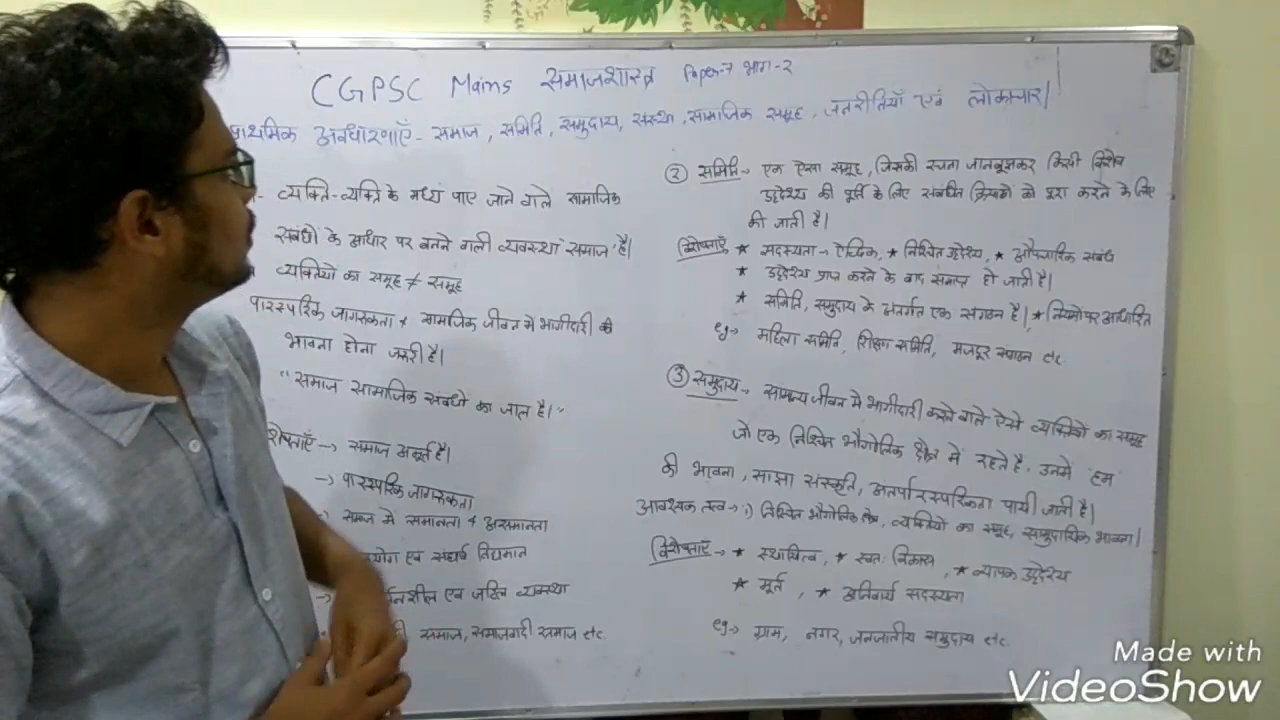 CGPSC Mains समाजशास्त्र Paper-7 भाग-2
प्राथमिक अवधारणाएँ- समाज, समिति, समुदाय, संस्था, सामाजिक समूह, जनरीतियाँ एवं लोकाचार।
व्यक्ति-व्यक्ति के मध्य पाए जाने वाले सामाजिक
संबंधों के आधार पर बनने वाली व्यवस्था 'समाज' है।
व्यक्तियों का समूह ≠ समूह
पारस्परिक जागरूकता + सामाजिक जीवन में भागीदारी की
भावना होना जरूरी है।
"समाज सामाजिक संबंधों का जाल है।"
→ समाज अमूर्त है।
→ पारस्परिक जागरूकता
समाज में समानता + असमानता
एवं संघर्ष विद्यमान
→ एवं जटिल व्यवस्था
समाज, समाजवादी समाज etc
② समिति→ एक ऐसा समूह, जिसकी रचना जानबूझकर किसी विशेष
उद्देश्य की पूर्ति के लिए संबंधित क्रियाओं को पूरा करने के लिए
की जाती है।
विशेषताएँ ★ सदस्यता- ऐच्छिक, ★ निश्चित उद्देश्य, ★ औपचारिक संबंध
★ उद्देश्य प्राप्त करने के बाद समाप्त हो जाती है।
★ समिति, समुदाय के अंतर्गत एक संगठन है। ★ नियमों पर आधारित
eg→ महिला समिति, शिक्षा समिति, मजदूर संगठन etc
③ समुदाय→ सामान्य जीवन में भागीदारी करने वाले ऐसे व्यक्तियों का समूह
जो एक निश्चित भौगोलिक क्षेत्र में रहते है, उनमें 'हम'
की भावना, साझा संस्कृति, अंतर्पारस्परिकता पायी जाती है।
आवश्यक तत्व→ 1) निश्चित भौगोलिक क्षेत्र, व्यक्तियों का समूह, सामुदायिक भावना।
विशेषताएँ → ★ स्थायित्व, ★ स्वतः विकास, ★ व्यापक उद्देश्य
★ मूर्त, ★ अनिवार्य सदस्यता
eg→ ग्राम, नगर, जनजातीय समुदाय etc
Made with
VideoShow